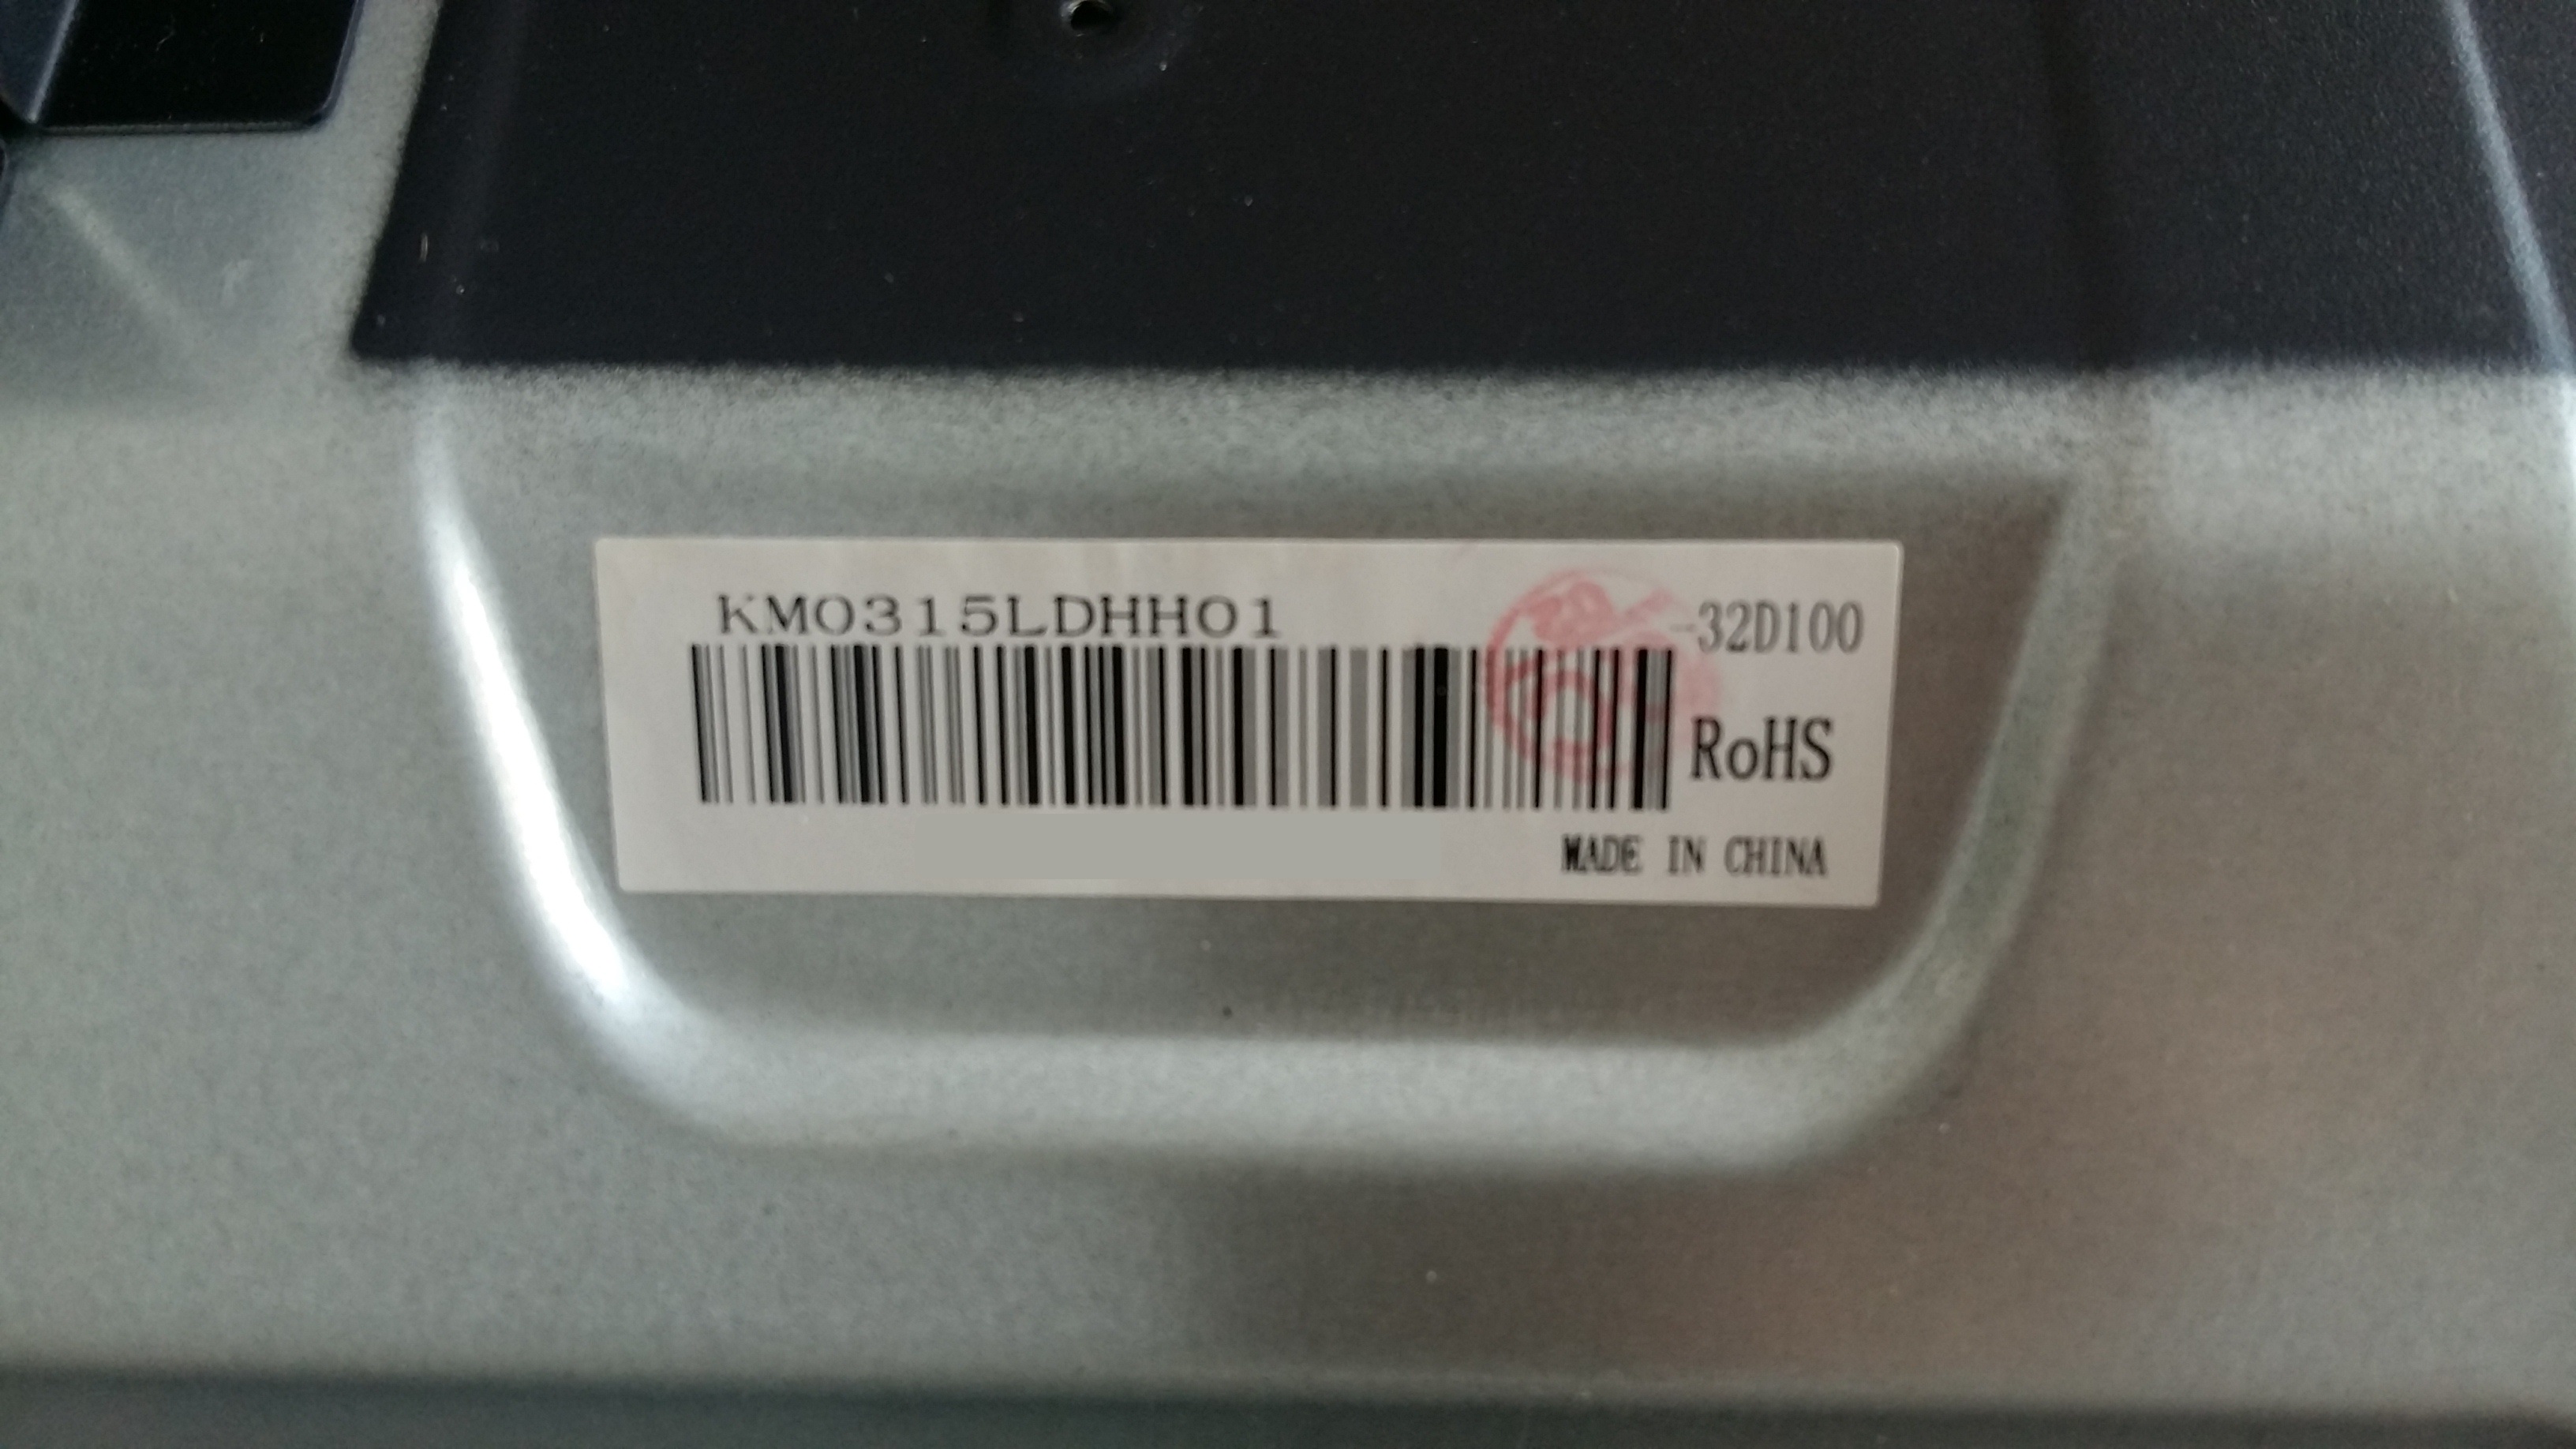 KM0315LDHH01
-32D100
RoHS
MADE IN CHINA